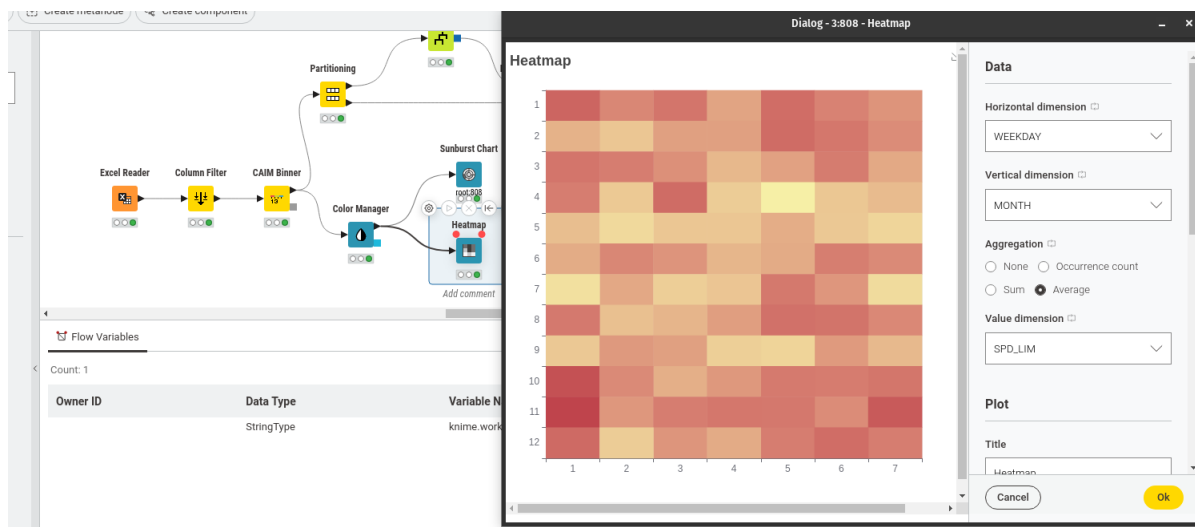 Create metanode
Create component
Dialog - 3:808 - Heatmap
Partitioning
Excel Reader
Column Filter
CAIM Binner
Color Manager
Sunburst Chart
root:808
Heatmap
Add comment
Flow Variables
Count: 1
Owner ID
Data Type
Variable N
StringType
knime.work
Heatmap
1
2
3
4
5
6
7
8
9
10
11
12
1 2 3 4 5 6 7
Data
Horizontal dimension
WEEKDAY
Vertical dimension
MONTH
Aggregation
None Occurrence count
Sum Average
Value dimension
SPD_LIM
Plot
Title
Heatmap
Cancel Ok